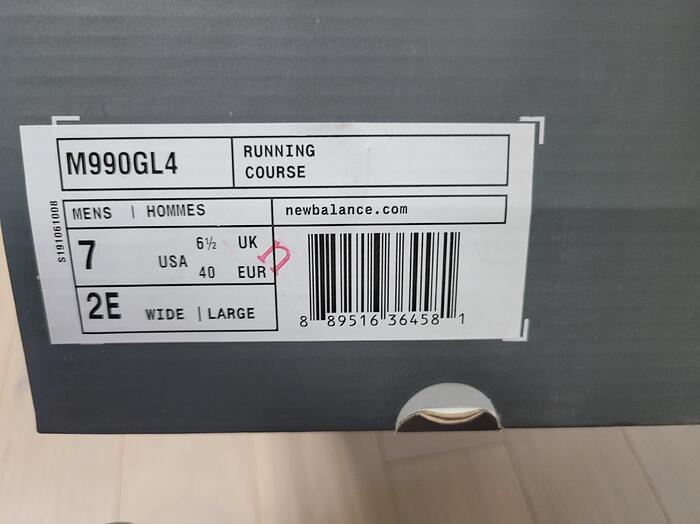 M990GL4
RUNNING
COURSE
MENS | HOMMES
newbalance.com
7 USA
6½ UK
40 EUR
2E WIDE | LARGE
8 89516 36458 1
S191061008